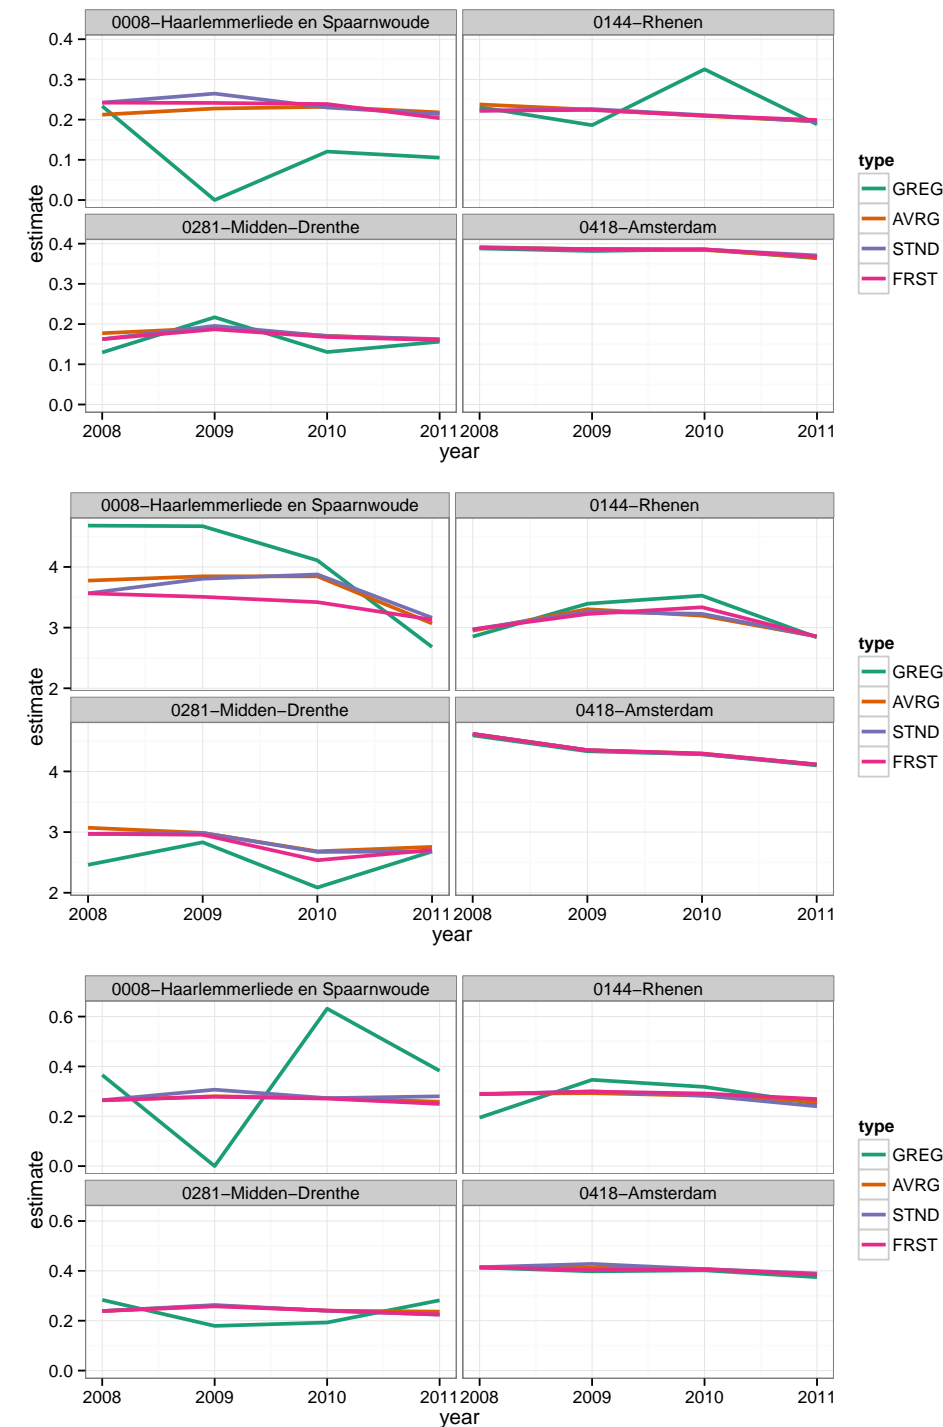 0008−Haarlemmerliede en Spaarnwoude 0144−Rhenen
0.4
0.3
0.2
0.1
0.0
0281−Midden−Drenthe 0418−Amsterdam
0.4
0.3
0.2
0.1
0.0
2008 2009 2010 2011 2008 2009 2010 2011
year
estimate
type
GREG
AVRG
STND
FRST
0008−Haarlemmerliede en Spaarnwoude 0144−Rhenen
4
3
2
0281−Midden−Drenthe 0418−Amsterdam
4
3
2
2008 2009 2010 2011 2008 2009 2010 2011
year
estimate
type
GREG
AVRG
STND
FRST
0008−Haarlemmerliede en Spaarnwoude 0144−Rhenen
0.6
0.4
0.2
0.0
0281−Midden−Drenthe 0418−Amsterdam
0.6
0.4
0.2
0.0
2008 2009 2010 2011 2008 2009 2010 2011
year
estimate
type
GREG
AVRG
STND
FRST